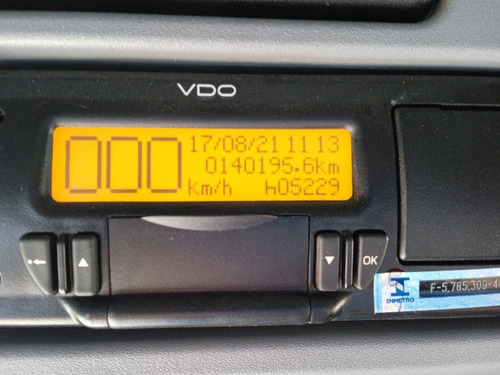 VDO
000
17/08/21 11 13
0140195.6km
km/h h05229
OK
INMETRO
F-5.785.309-4